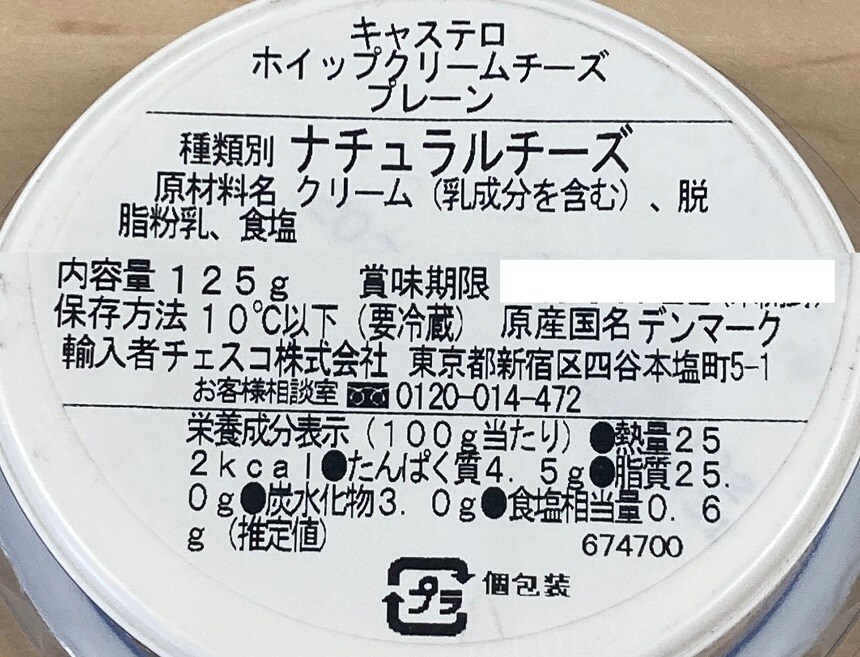 キャステロ
ホイップクリームチーズ
プレーン
種類別 ナチュラルチーズ
原材料名 クリーム（乳成分を含む）、脱
脂粉乳、食塩
内容量125g 賞味期限
保存方法10℃以下（要冷蔵） 原産国名デンマーク
輸入者チェスコ株式会社 東京都新宿区四谷本塩町5-1
お客様相談室 0120-014-472
栄養成分表示（100g当たり）●熱量25
2kcal●たんぱく質4.5g●脂質25.
0g●炭水化物3.0g●食塩相当量0.6
g（推定値） 674700
プラ 個包装